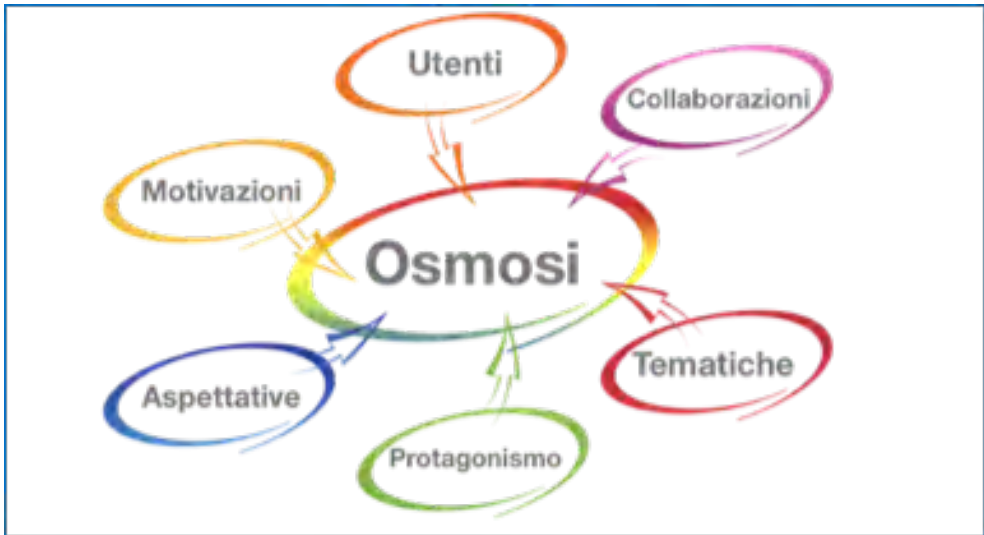 Utenti
Collaborazioni
Motivazioni
Osmosi
Tematiche
Aspettative
Protagonismo